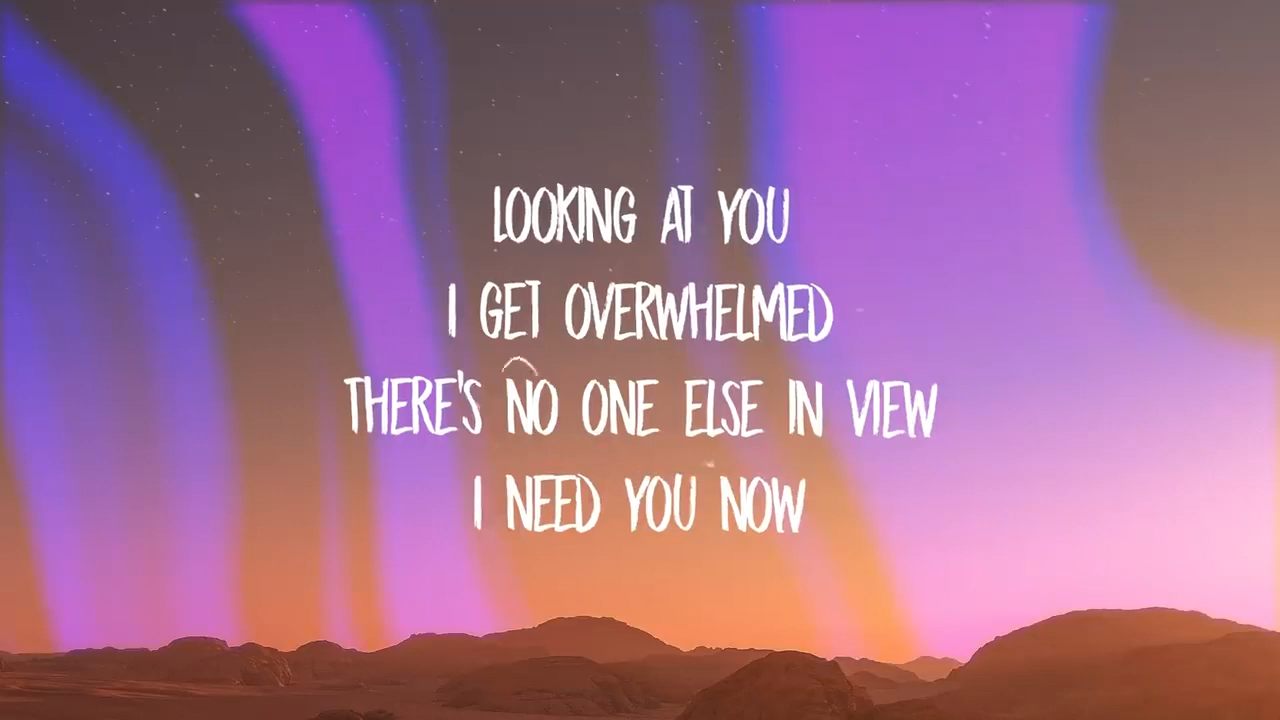 LOOKING AT YOU
I GET OVERWHELMED
THERE'S NO ONE ELSE IN VIEW
I NEED YOU NOW